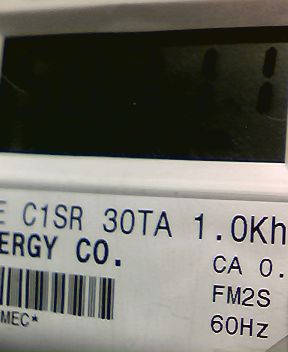 E C1SR 30TA 1.0Kh
ERGY CO.
CA 0.
FM2S
MEC*
60Hz